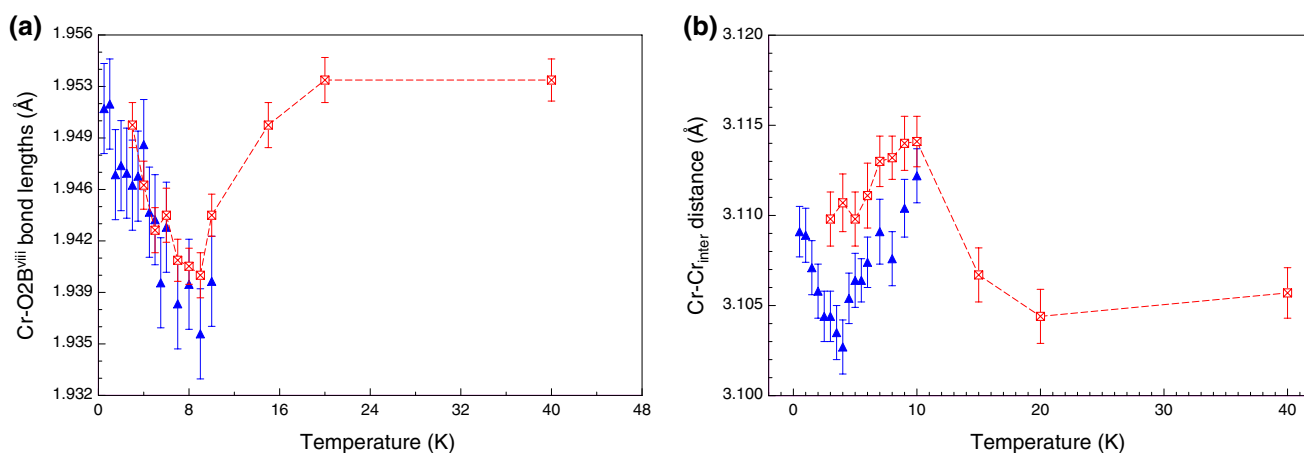 (a)
Cr-O2B^viii bond lengths (Å)
1.956
1.953
1.949
1.946
1.942
1.939
1.935
1.932
0 8 16 24 32 40 48
Temperature (K)
(b)
Cr-Cr_inter distance (Å)
3.120
3.115
3.110
3.105
3.100
0 10 20 30 40
Temperature (K)